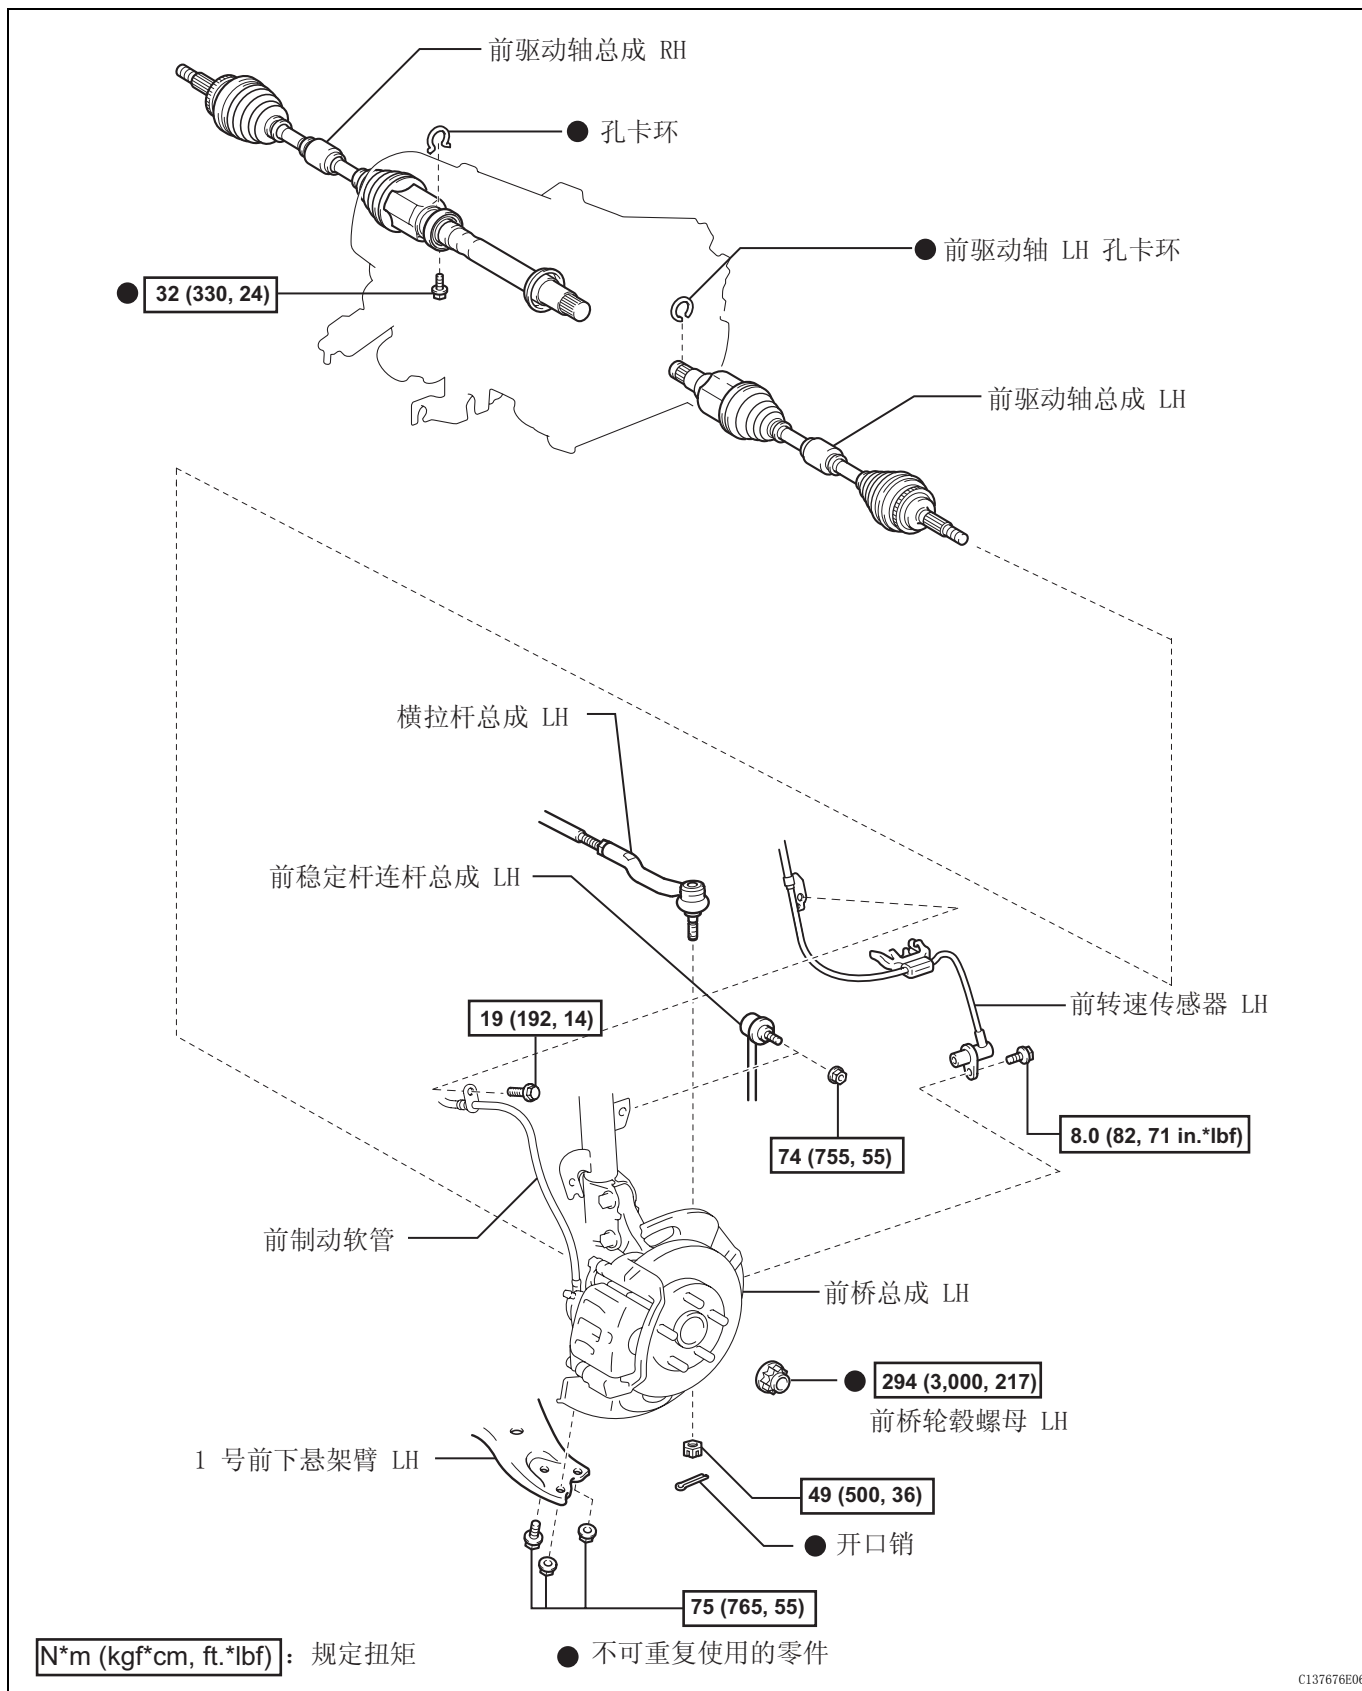 前驱动轴总成 RH
● 孔卡环
● 前驱动轴 LH 孔卡环
● 32 (330, 24)
前驱动轴总成 LH
横拉杆总成 LH
前稳定杆连杆总成 LH
前转速传感器 LH
19 (192, 14)
8.0 (82, 71 in.*lbf)
74 (755, 55)
前制动软管
前桥总成 LH
● 294 (3,000, 217)
前桥轮毂螺母 LH
1 号前下悬架臂 LH
49 (500, 36)
● 开口销
75 (765, 55)
N*m (kgf*cm, ft.*lbf) : 规定扭矩
● 不可重复使用的零件
C137676E06